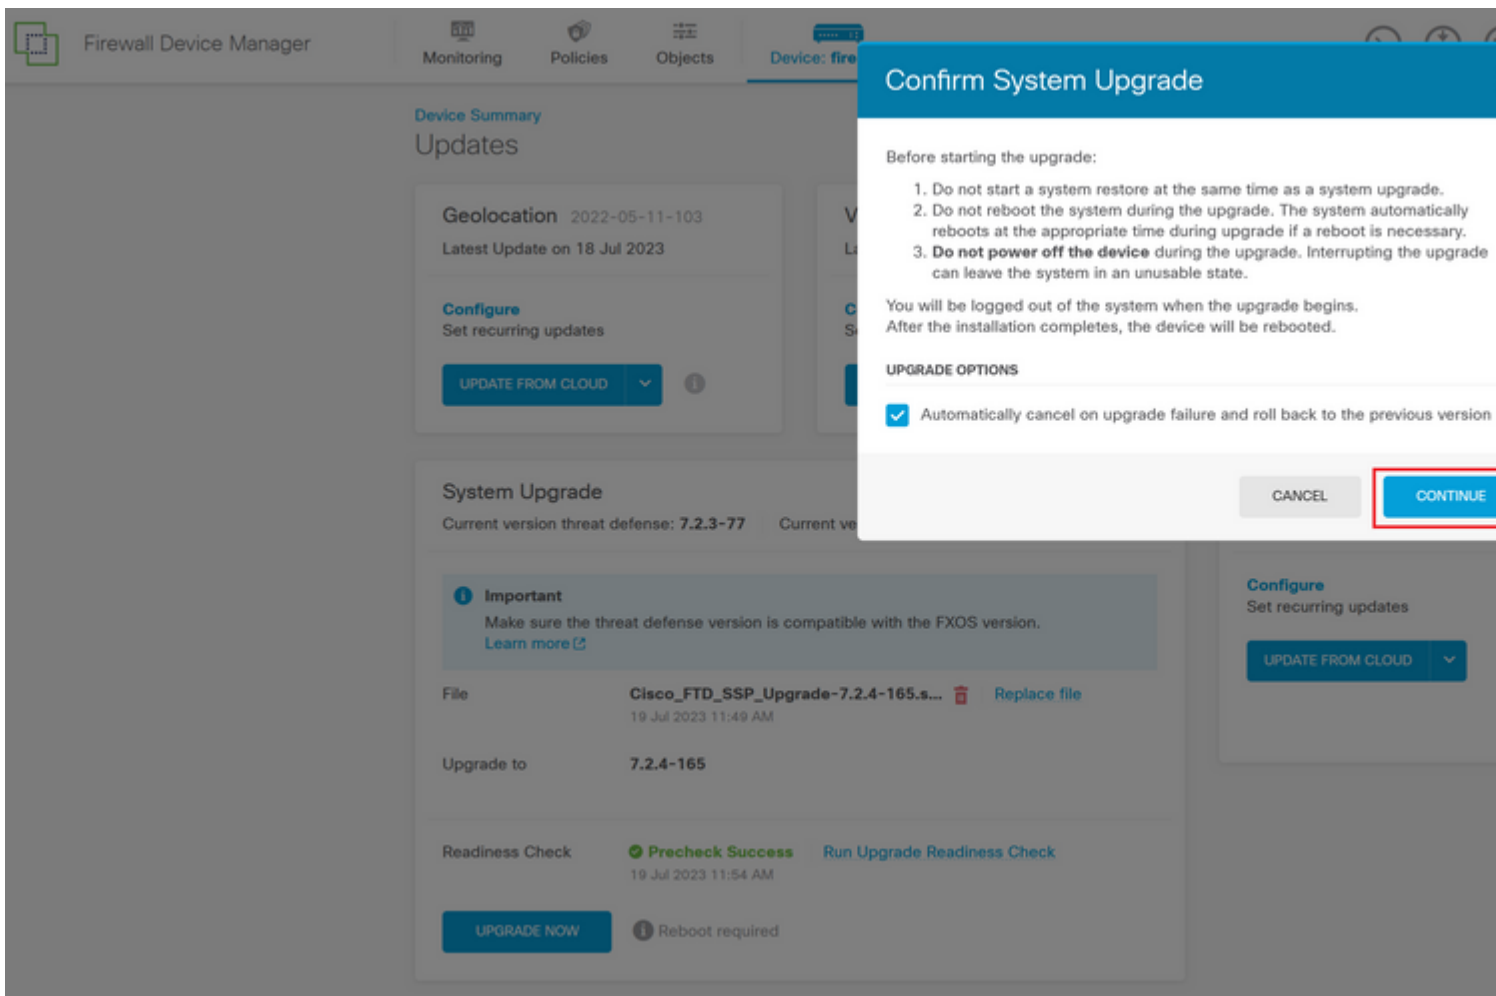 Firewall Device Manager
Monitoring
Policies
Objects
Device: fire
Device Summary
Updates
Geolocation 2022-05-11-103
Latest Update on 18 Jul 2023
Configure
Set recurring updates
UPDATE FROM CLOUD
V
Confirm System Upgrade
Before starting the upgrade:
1. Do not start a system restore at the same time as a system upgrade.
2. Do not reboot the system during the upgrade. The system automatically
reboots at the appropriate time during upgrade if a reboot is necessary.
3. Do not power off the device during the upgrade. Interrupting the upgrade
can leave the system in an unusable state.
You will be logged out of the system when the upgrade begins.
After the installation completes, the device will be rebooted.
UPGRADE OPTIONS
Automatically cancel on upgrade failure and roll back to the previous version
CANCEL
CONTINUE
System Upgrade
Current version threat defense: 7.2.3-77 Current ve
Important
Make sure the threat defense version is compatible with the FXOS version.
Learn more
File
Cisco_FTD_SSP_Upgrade-7.2.4-165.s... Replace file
19 Jul 2023 11:49 AM
Upgrade to
7.2.4-165
Readiness Check
Precheck Success Run Upgrade Readiness Check
19 Jul 2023 11:54 AM
UPGRADE NOW
Reboot required
Configure
Set recurring updates
UPDATE FROM CLOUD